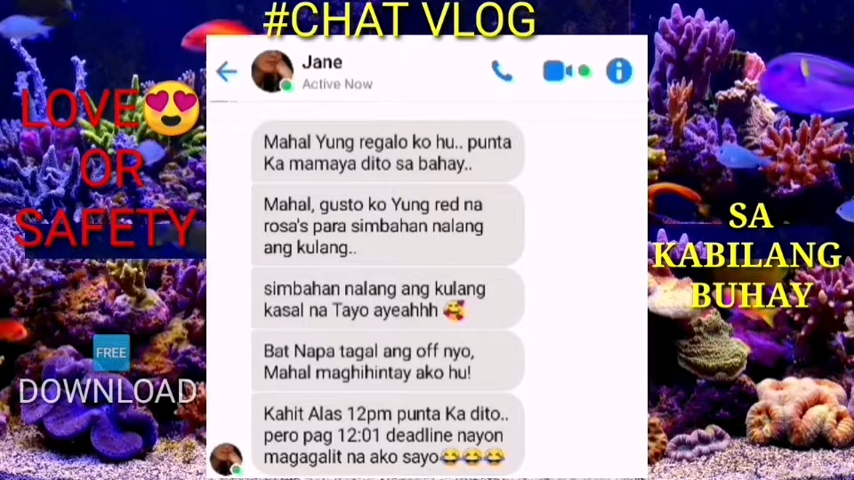 #CHAT VLOG
LOVE😍
OR
SAFETY
FREE
DOWNLOAD
Jane
Active Now
Mahal Yung regalo ko hu.. punta
Ka mamaya dito sa bahay..
Mahal, gusto ko Yung red na
rosa's para simbahan nalang
ang kulang..
simbahan nalang ang kulang
kasal na Tayo ayeahhh 🥰
Bat Napa tagal ang off nyo,
Mahal maghihintay ako hu!
Kahit Alas 12pm punta Ka dito..
pero pag 12:01 deadline nayon
magagalit na ako sayo😂😂😂
SA
KABILANG
BUHAY